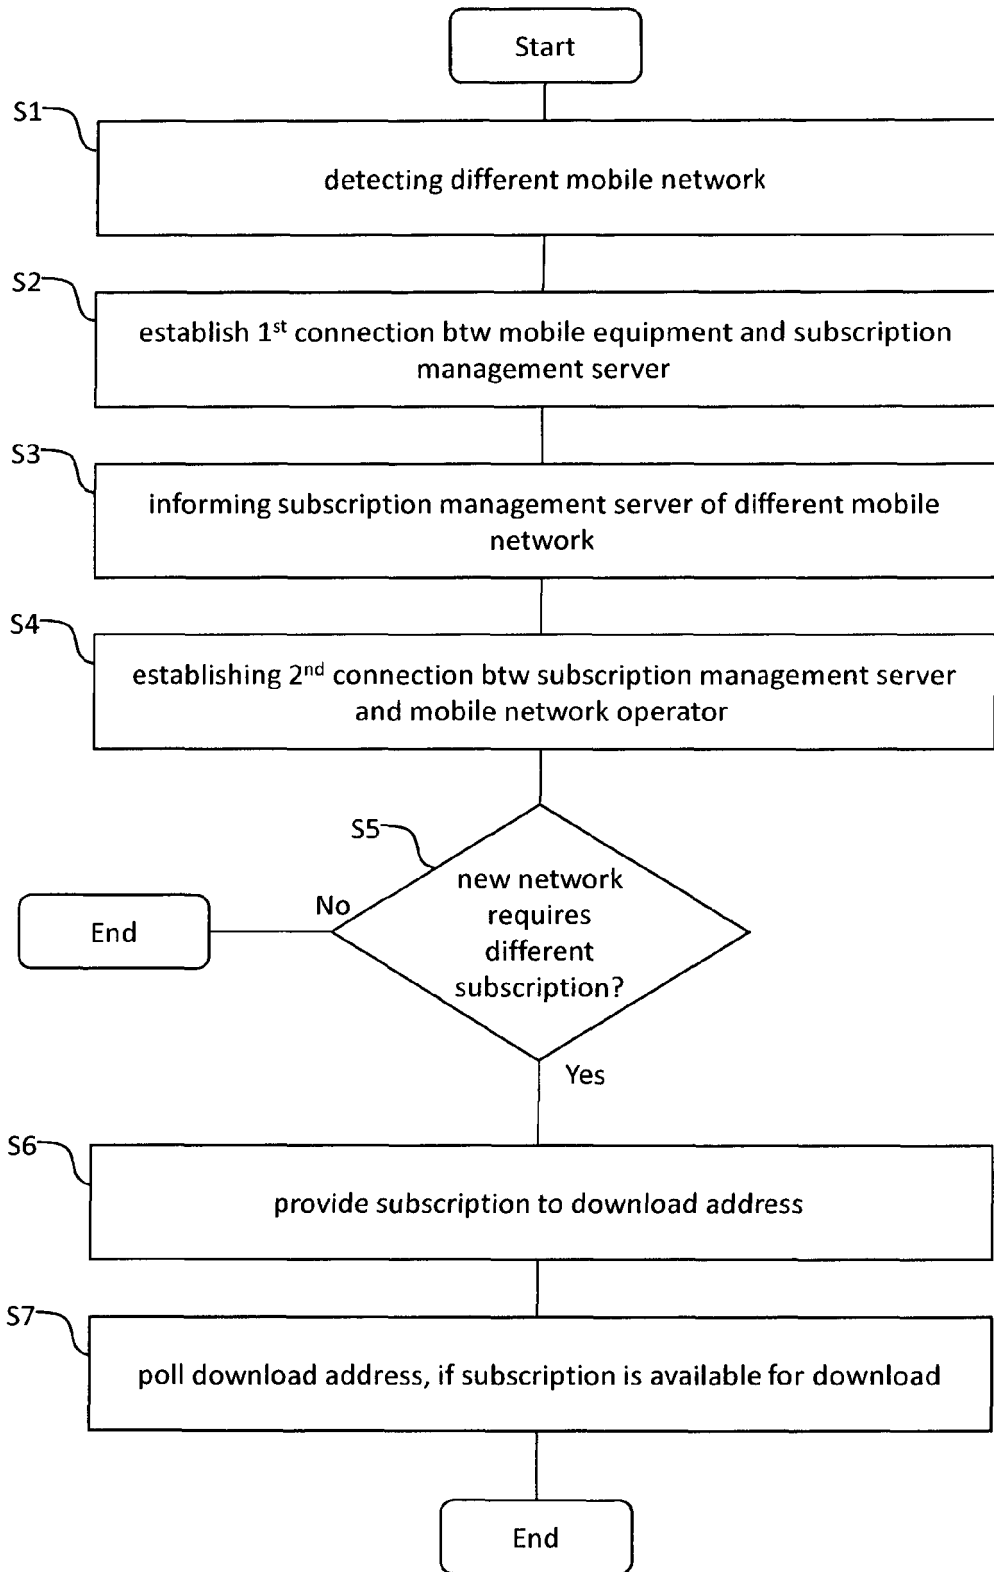 Start
S1
detecting different mobile network
S2
establish 1st connection btw mobile equipment and subscription
management server
S3
informing subscription management server of different mobile
network
S4
establishing 2nd connection btw subscription management server
and mobile network operator
S5
new network
requires
different
subscription?
No
End
Yes
S6
provide subscription to download address
S7
poll download address, if subscription is available for download
End